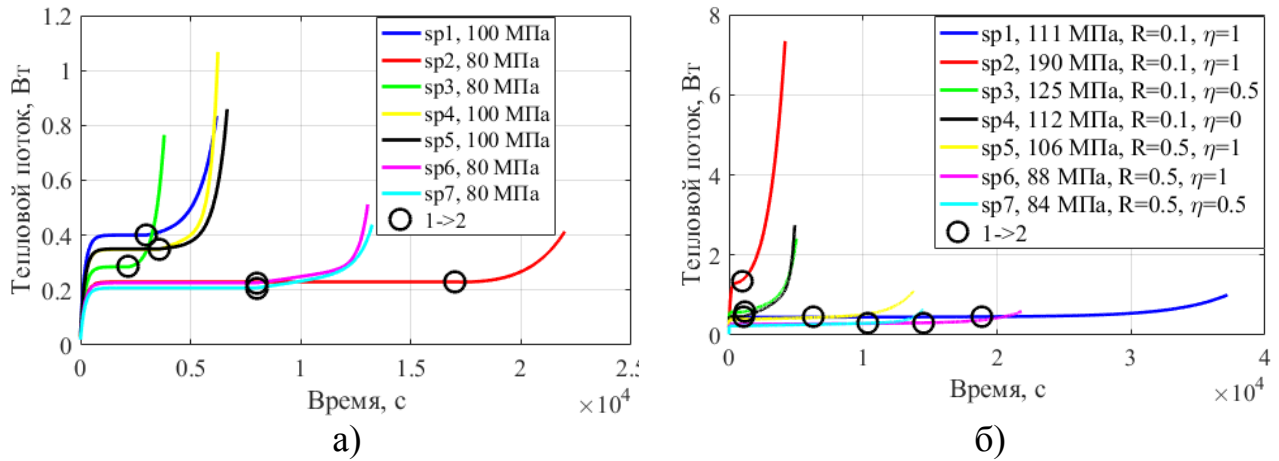 Тепловой поток, Вт
1.2
1
0.8
0.6
0.4
0.2
0
sp1, 100 МПа
sp2, 80 МПа
sp3, 80 МПа
sp4, 100 МПа
sp5, 100 МПа
sp6, 80 МПа
sp7, 80 МПа
1->2
0 0.5 1 1.5 2 2.5
Время, с
×10⁴
а)
Тепловой поток, Вт
8
6
4
2
0
sp1, 111 МПа, R=0.1, η=1
sp2, 190 МПа, R=0.1, η=1
sp3, 125 МПа, R=0.1, η=0.5
sp4, 112 МПа, R=0.1, η=0
sp5, 106 МПа, R=0.5, η=1
sp6, 88 МПа, R=0.5, η=1
sp7, 84 МПа, R=0.5, η=0.5
1->2
0 1 2 3 4
Время, с
×10⁴
б)